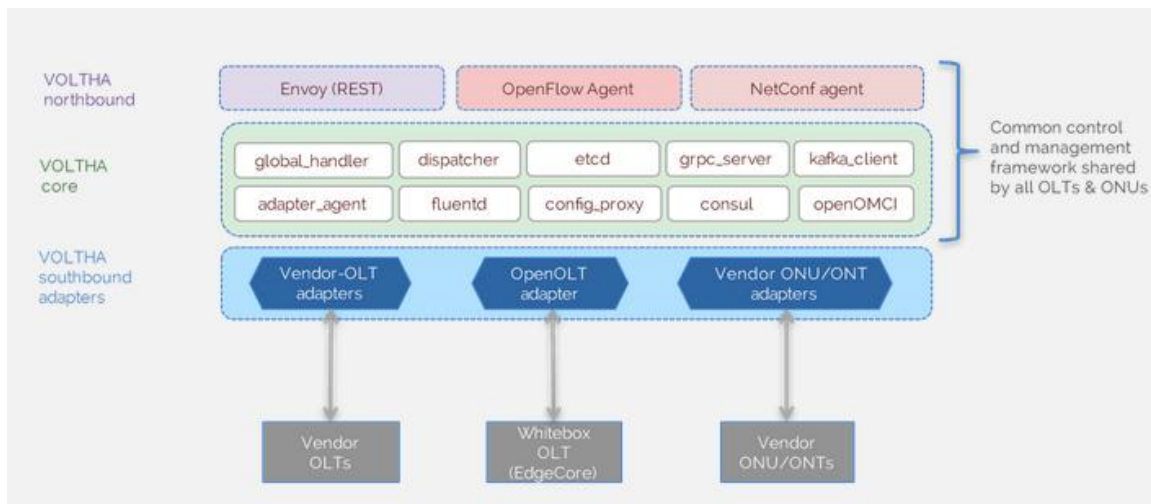 VOLTHA
northbound
Envoy (REST)
OpenFlow Agent
NetConf agent
Common control
and management
framework shared
by all OLTs & ONUs
VOLTHA
core
global_handler
dispatcher
etcd
grpc_server
kafka_client
adapter_agent
fluentd
config_proxy
consul
openOMCI
VOLTHA
southbound
adapters
Vendor-OLT
adapters
OpenOLT
adapter
Vendor ONU/ONT
adapters
Vendor
OLTs
Whitebox
OLT
(EdgeCore)
Vendor
ONU/ONTs